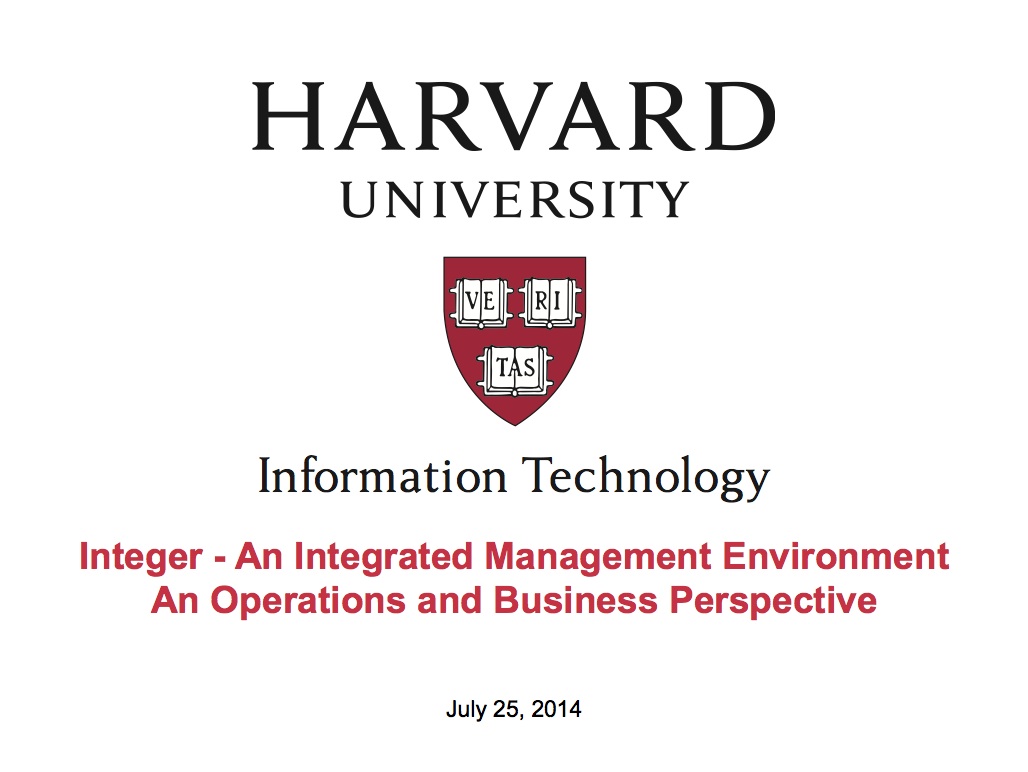 HARVARD
UNIVERSITY
VE RI
TAS
Information Technology
Integer - An Integrated Management Environment
An Operations and Business Perspective
July 25, 2014